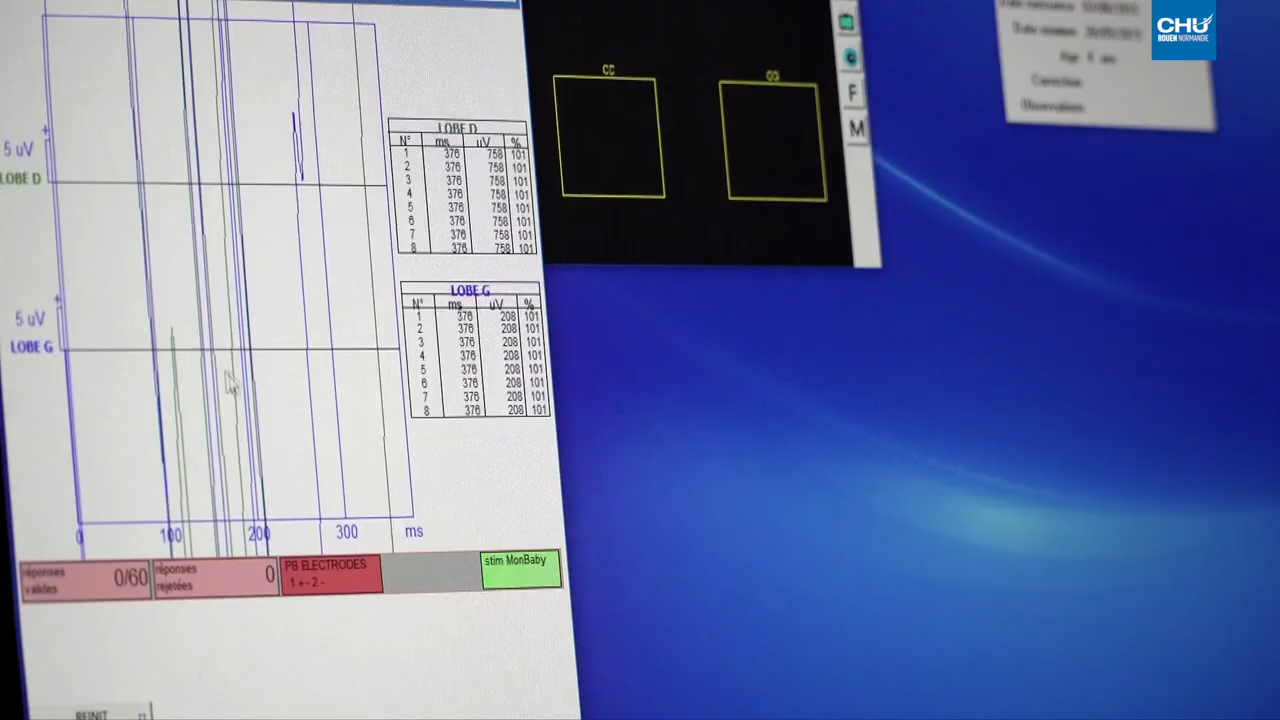 CHU
ROUEN NORMANDIE
5 uV
LOBE D
5 uV
LOBE G
0 100 200 300 ms
LOBE D
N° ms uV %
1 376 758 101
2 376 758 101
3 376 758 101
4 376 758 101
5 376 758 101
6 376 758 101
7 376 758 101
8 376 758 101
LOBE G
N° ms uV %
1 376 208 101
2 376 208 101
3 376 208 101
4 376 208 101
5 376 208 101
6 376 208 101
7 376 208 101
8 376 208 101
réponses
valides
0/60
réponses
rejetées
0
PB ELECTRODES
1 + - 2 -
stim MonBaby
REINIT
F
M
Correction
Observations